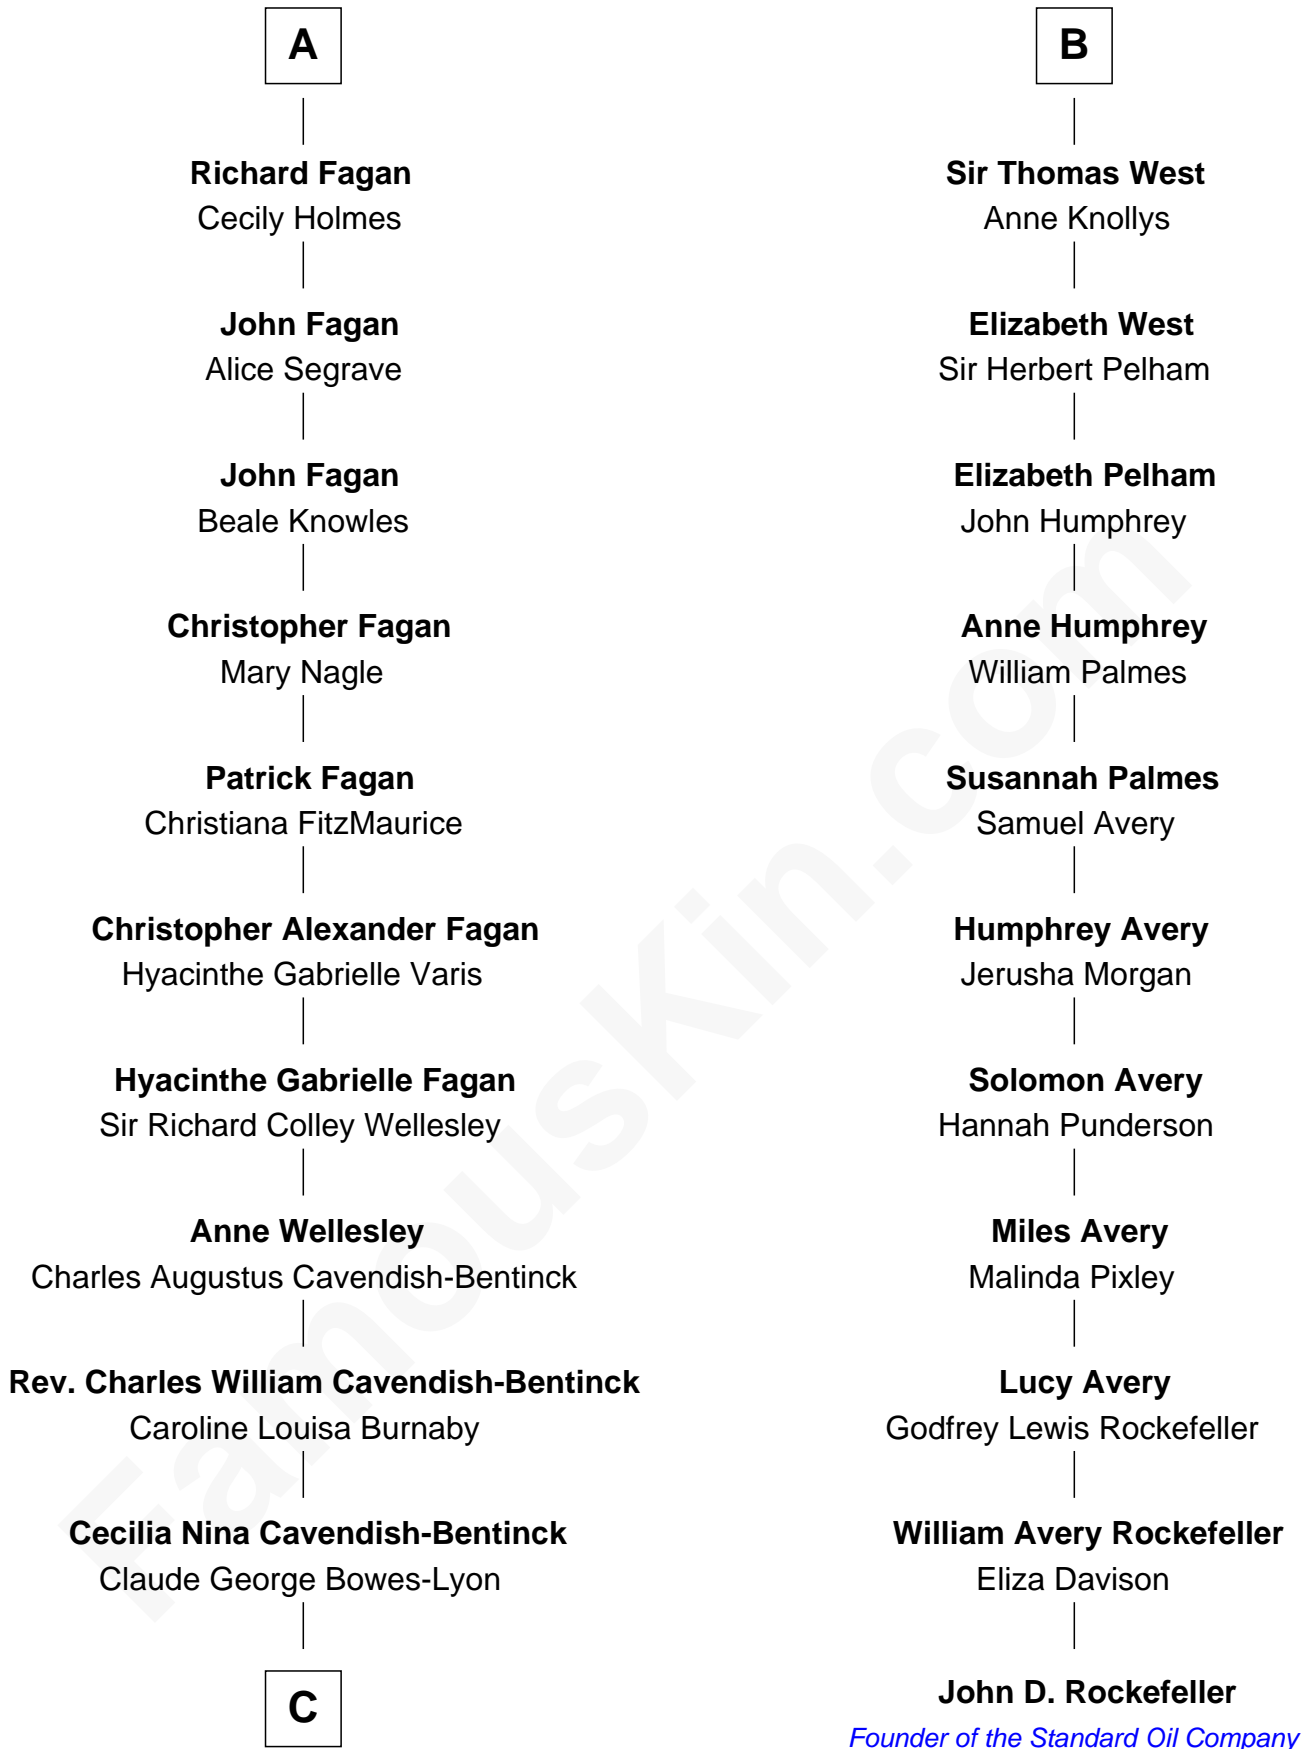 A
Richard Fagan
Cecily Holmes
John Fagan
Alice Segrave
John Fagan
Beale Knowles
Christopher Fagan
Mary Nagle
Patrick Fagan
Christiana FitzMaurice
Christopher Alexander Fagan
Hyacinthe Gabrielle Varis
Hyacinthe Gabrielle Fagan
Sir Richard Colley Wellesley
Anne Wellesley
Charles Augustus Cavendish-Bentinck
Rev. Charles William Cavendish-Bentinck
Caroline Louisa Burnaby
Cecilia Nina Cavendish-Bentinck
Claude George Bowes-Lyon
C
B
Sir Thomas West
Anne Knollys
Elizabeth West
Sir Herbert Pelham
Elizabeth Pelham
John Humphrey
Anne Humphrey
William Palmes
Susannah Palmes
Samuel Avery
Humphrey Avery
Jerusha Morgan
Solomon Avery
Hannah Punderson
Miles Avery
Malinda Pixley
Lucy Avery
Godfrey Lewis Rockefeller
William Avery Rockefeller
Eliza Davison
John D. Rockefeller
Founder of the Standard Oil Company
FamousKin.com